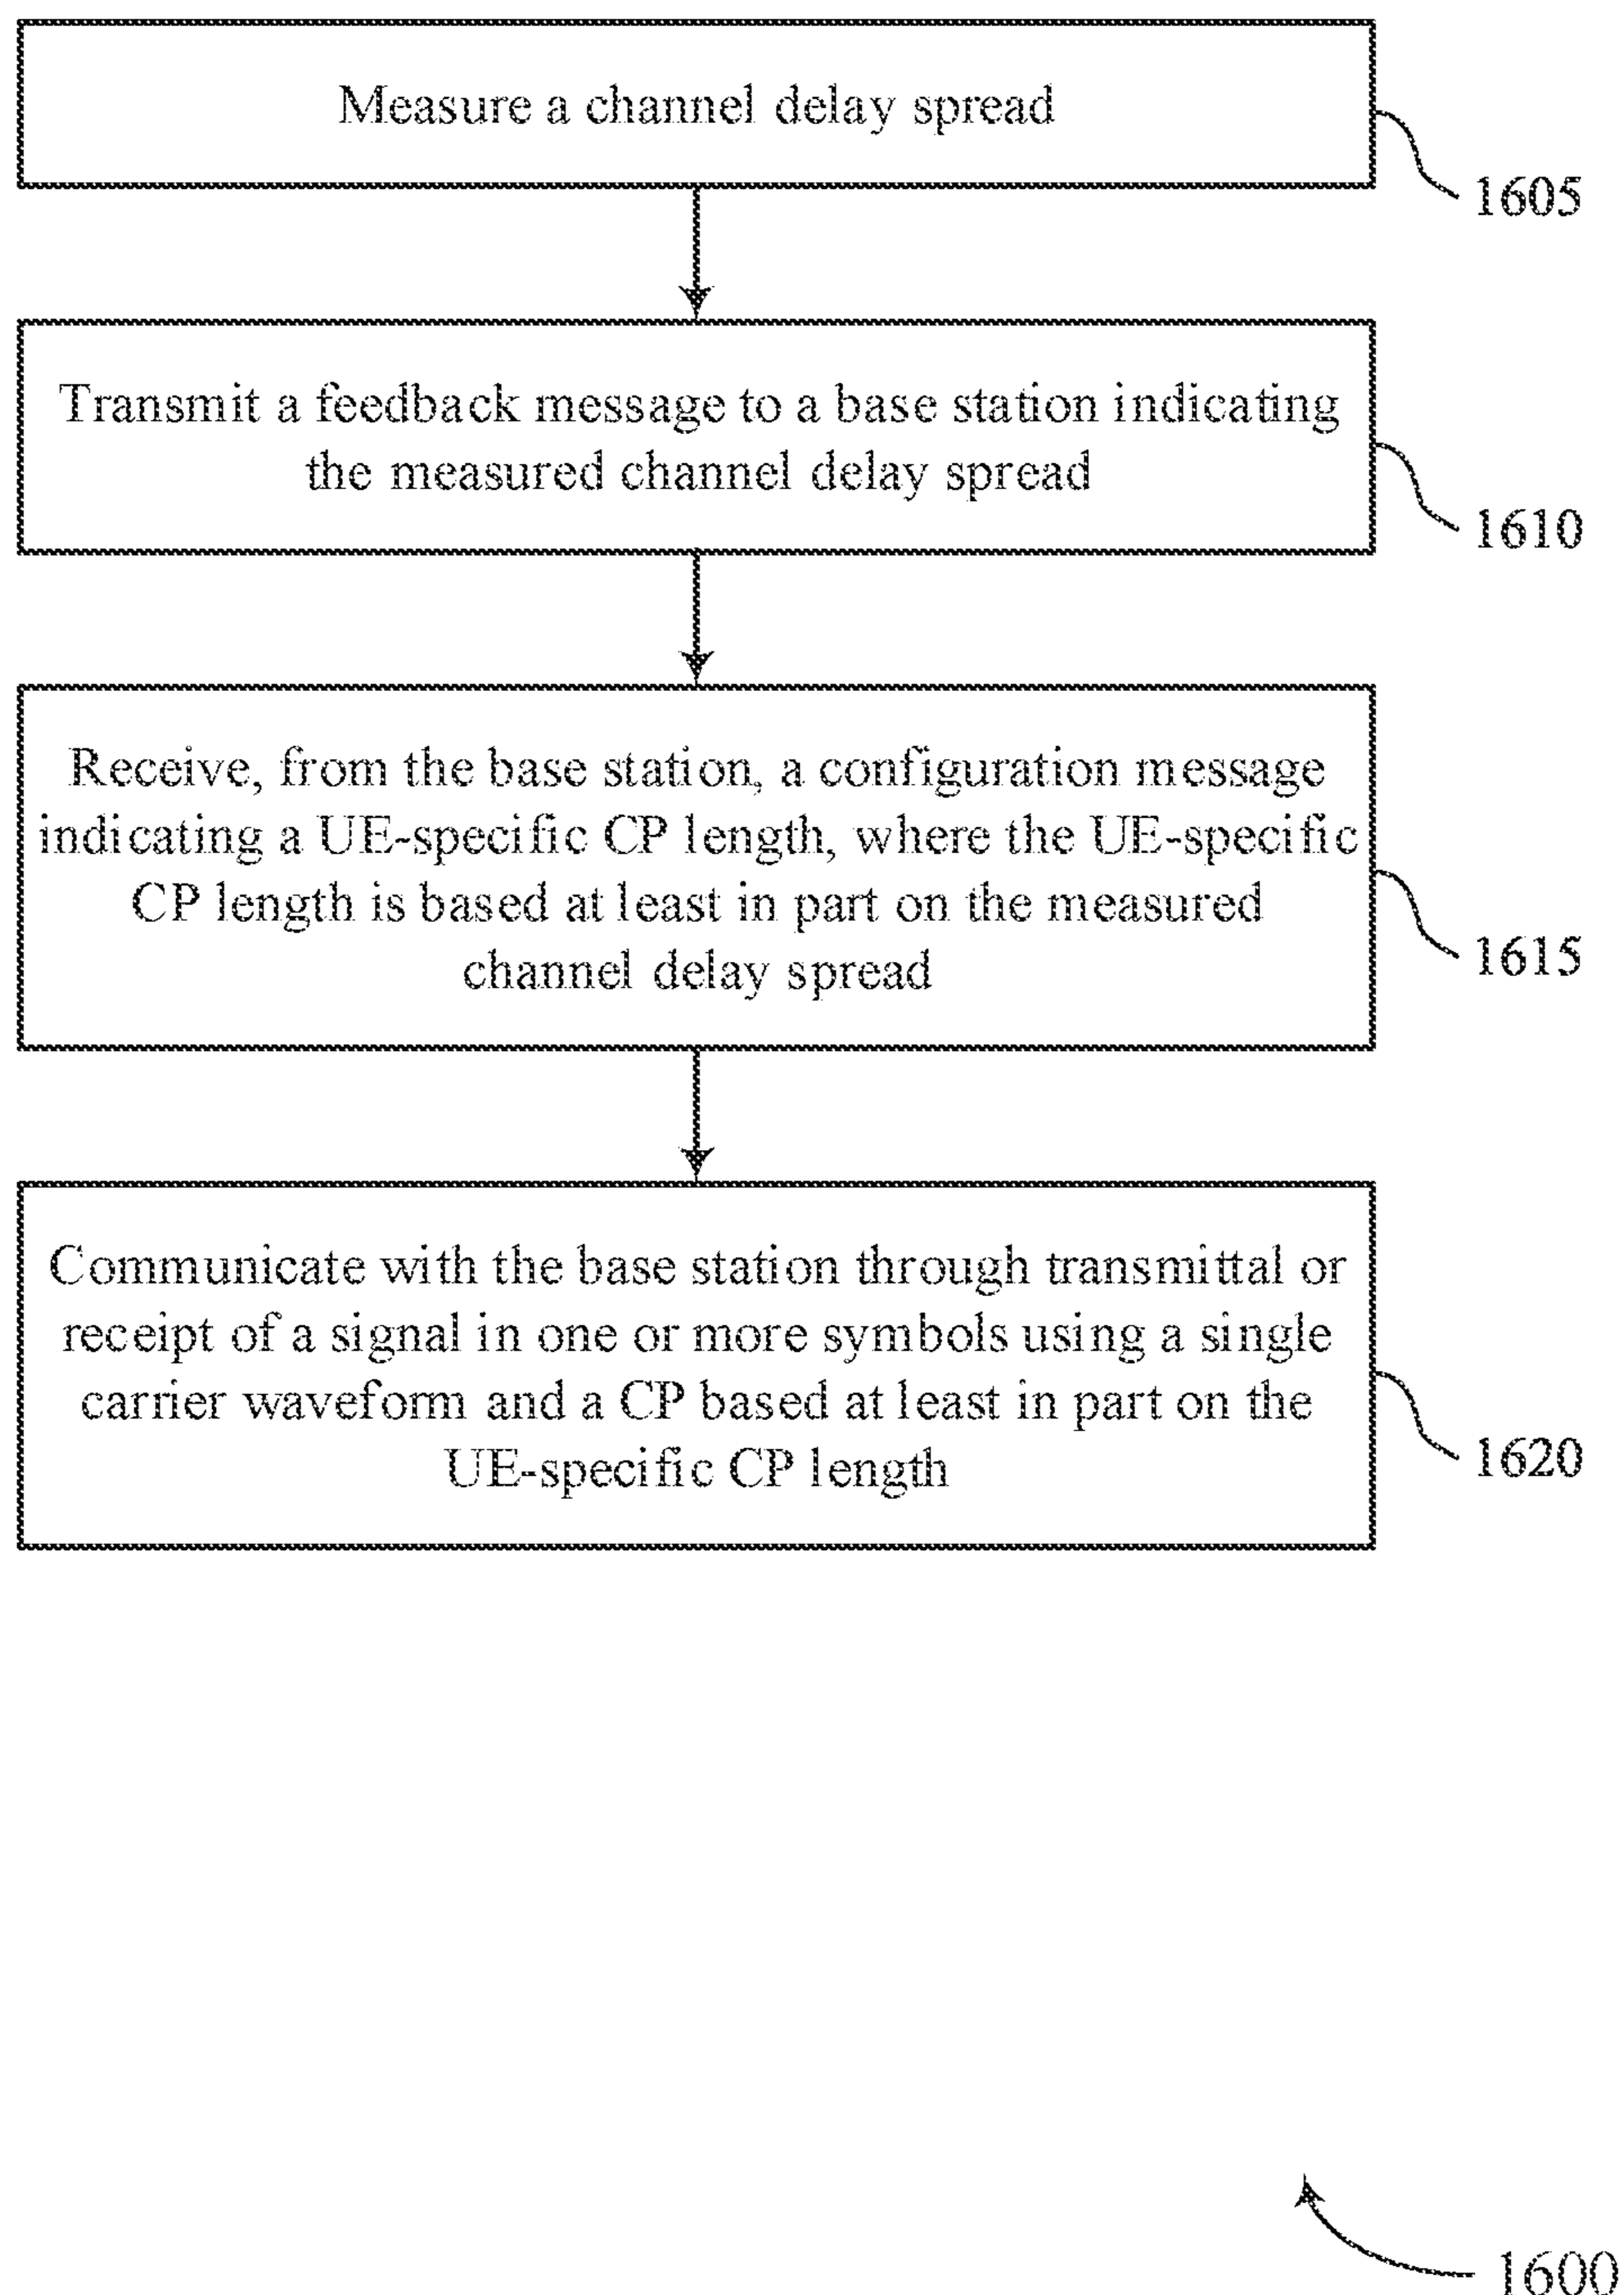 Measure a channel delay spread
1605
Transmit a feedback message to a base station indicating
the measured channel delay spread
1610
Receive, from the base station, a configuration message
indicating a UE-specific CP length, where the UE-specific
CP length is based at least in part on the measured
channel delay spread
1615
Communicate with the base station through transmittal or
receipt of a signal in one or more symbols using a single
carrier waveform and a CP based at least in part on the
UE-specific CP length
1620
1600